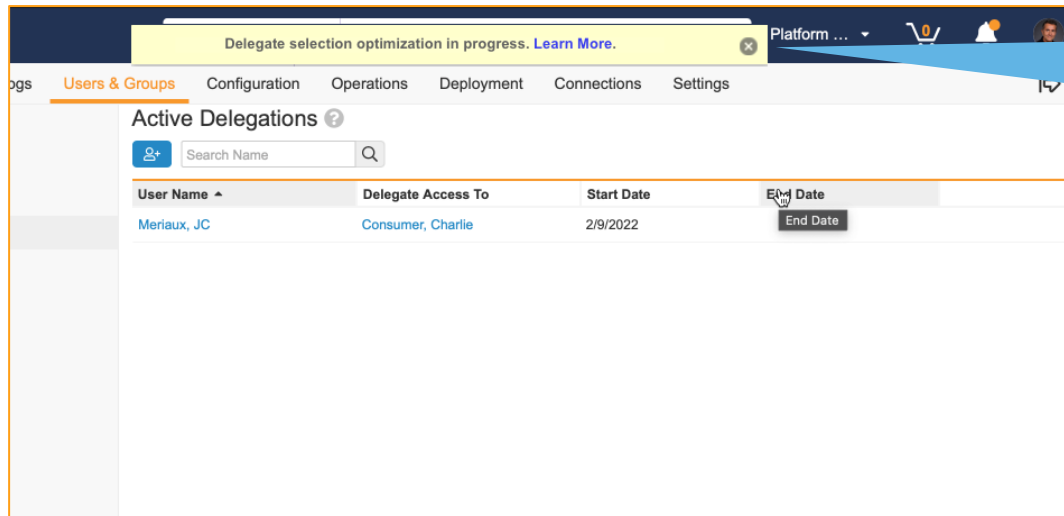 Delegate selection optimization in progress. Learn More.
Platform ...
0
ogs Users & Groups Configuration Operations Deployment Connections Settings
Active Delegations ?
Search Name
User Name Delegate Access To Start Date End Date
Meriaux, JC Consumer, Charlie 2/9/2022
End Date